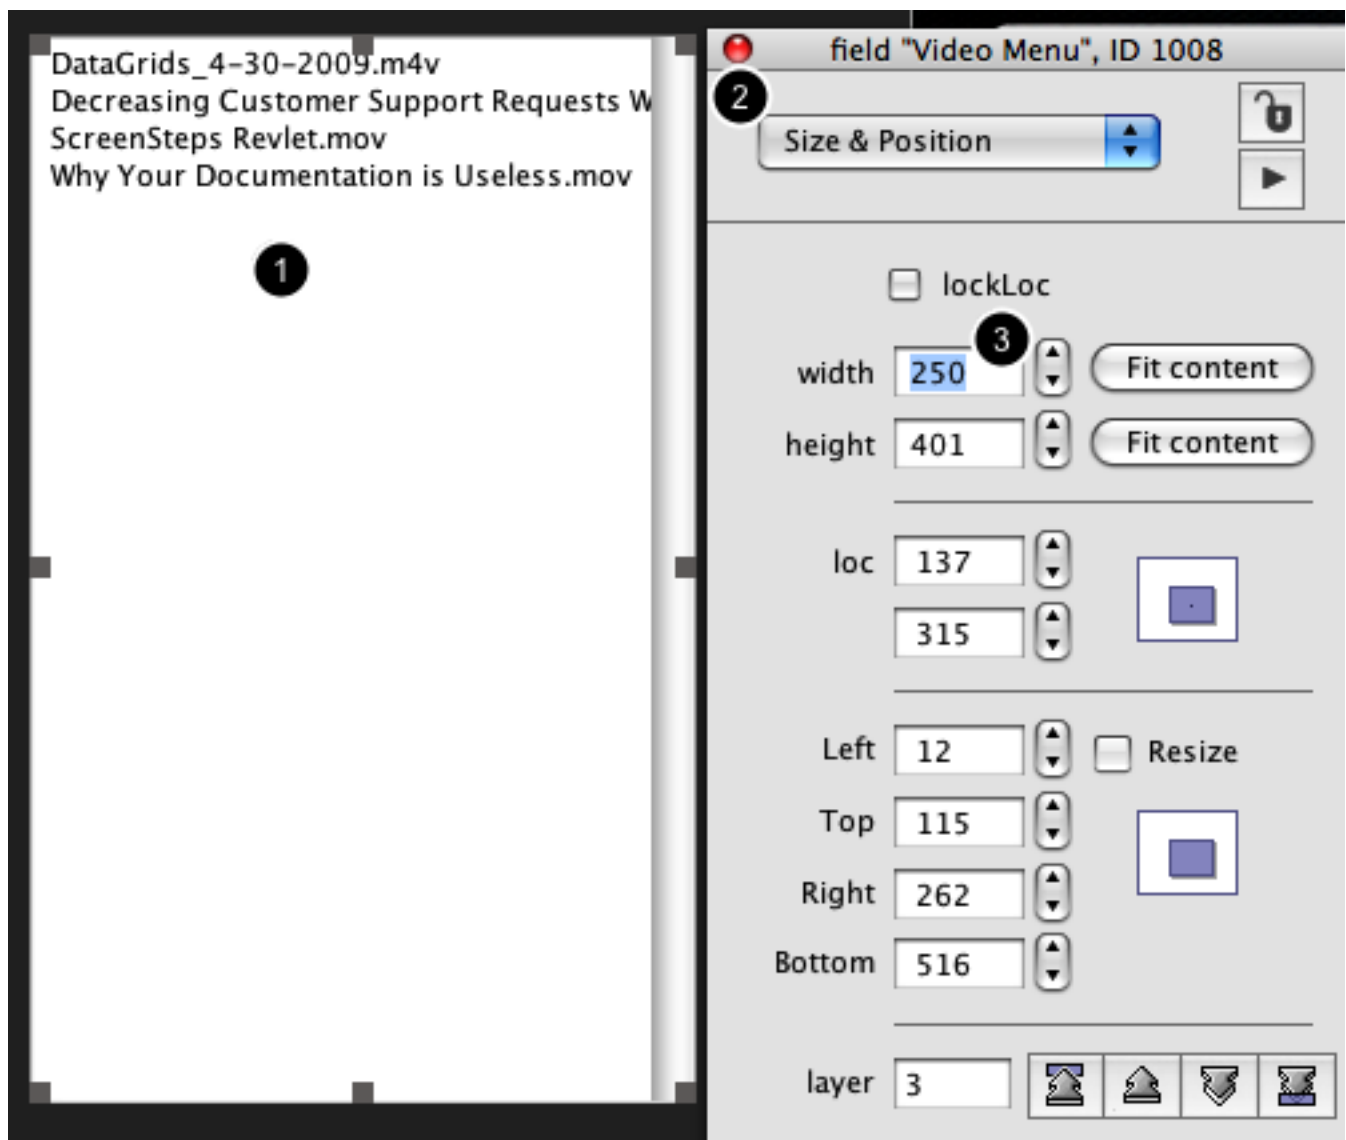 DataGrids_4-30-2009.m4v
Decreasing Customer Support Requests W
ScreenSteps Revlet.mov
Why Your Documentation is Useless.mov
1
field "Video Menu", ID 1008
2
Size & Position
lockLoc
3
width 250 Fit content
height 401 Fit content
loc 137
315
Left 12 Resize
Top 115
Right 262
Bottom 516
layer 3